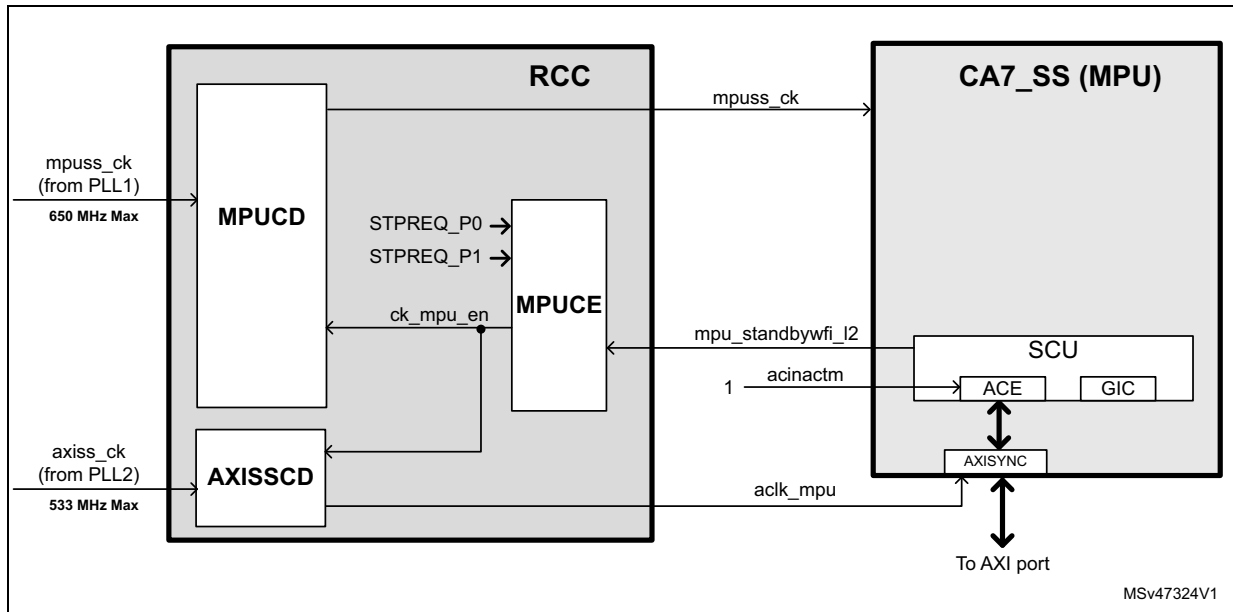 RCC
CA7_SS (MPU)
mpuss_ck
mpuss_ck
(from PLL1)
650 MHz Max
MPUCD
STPREQ_P0
STPREQ_P1
MPUCE
ck_mpu_en
mpu_standbywfi_l2
SCU
1
acinactm
ACE
GIC
axiss_ck
(from PLL2)
533 MHz Max
AXISSCD
AXISYNC
aclk_mpu
To AXI port
MSv47324V1